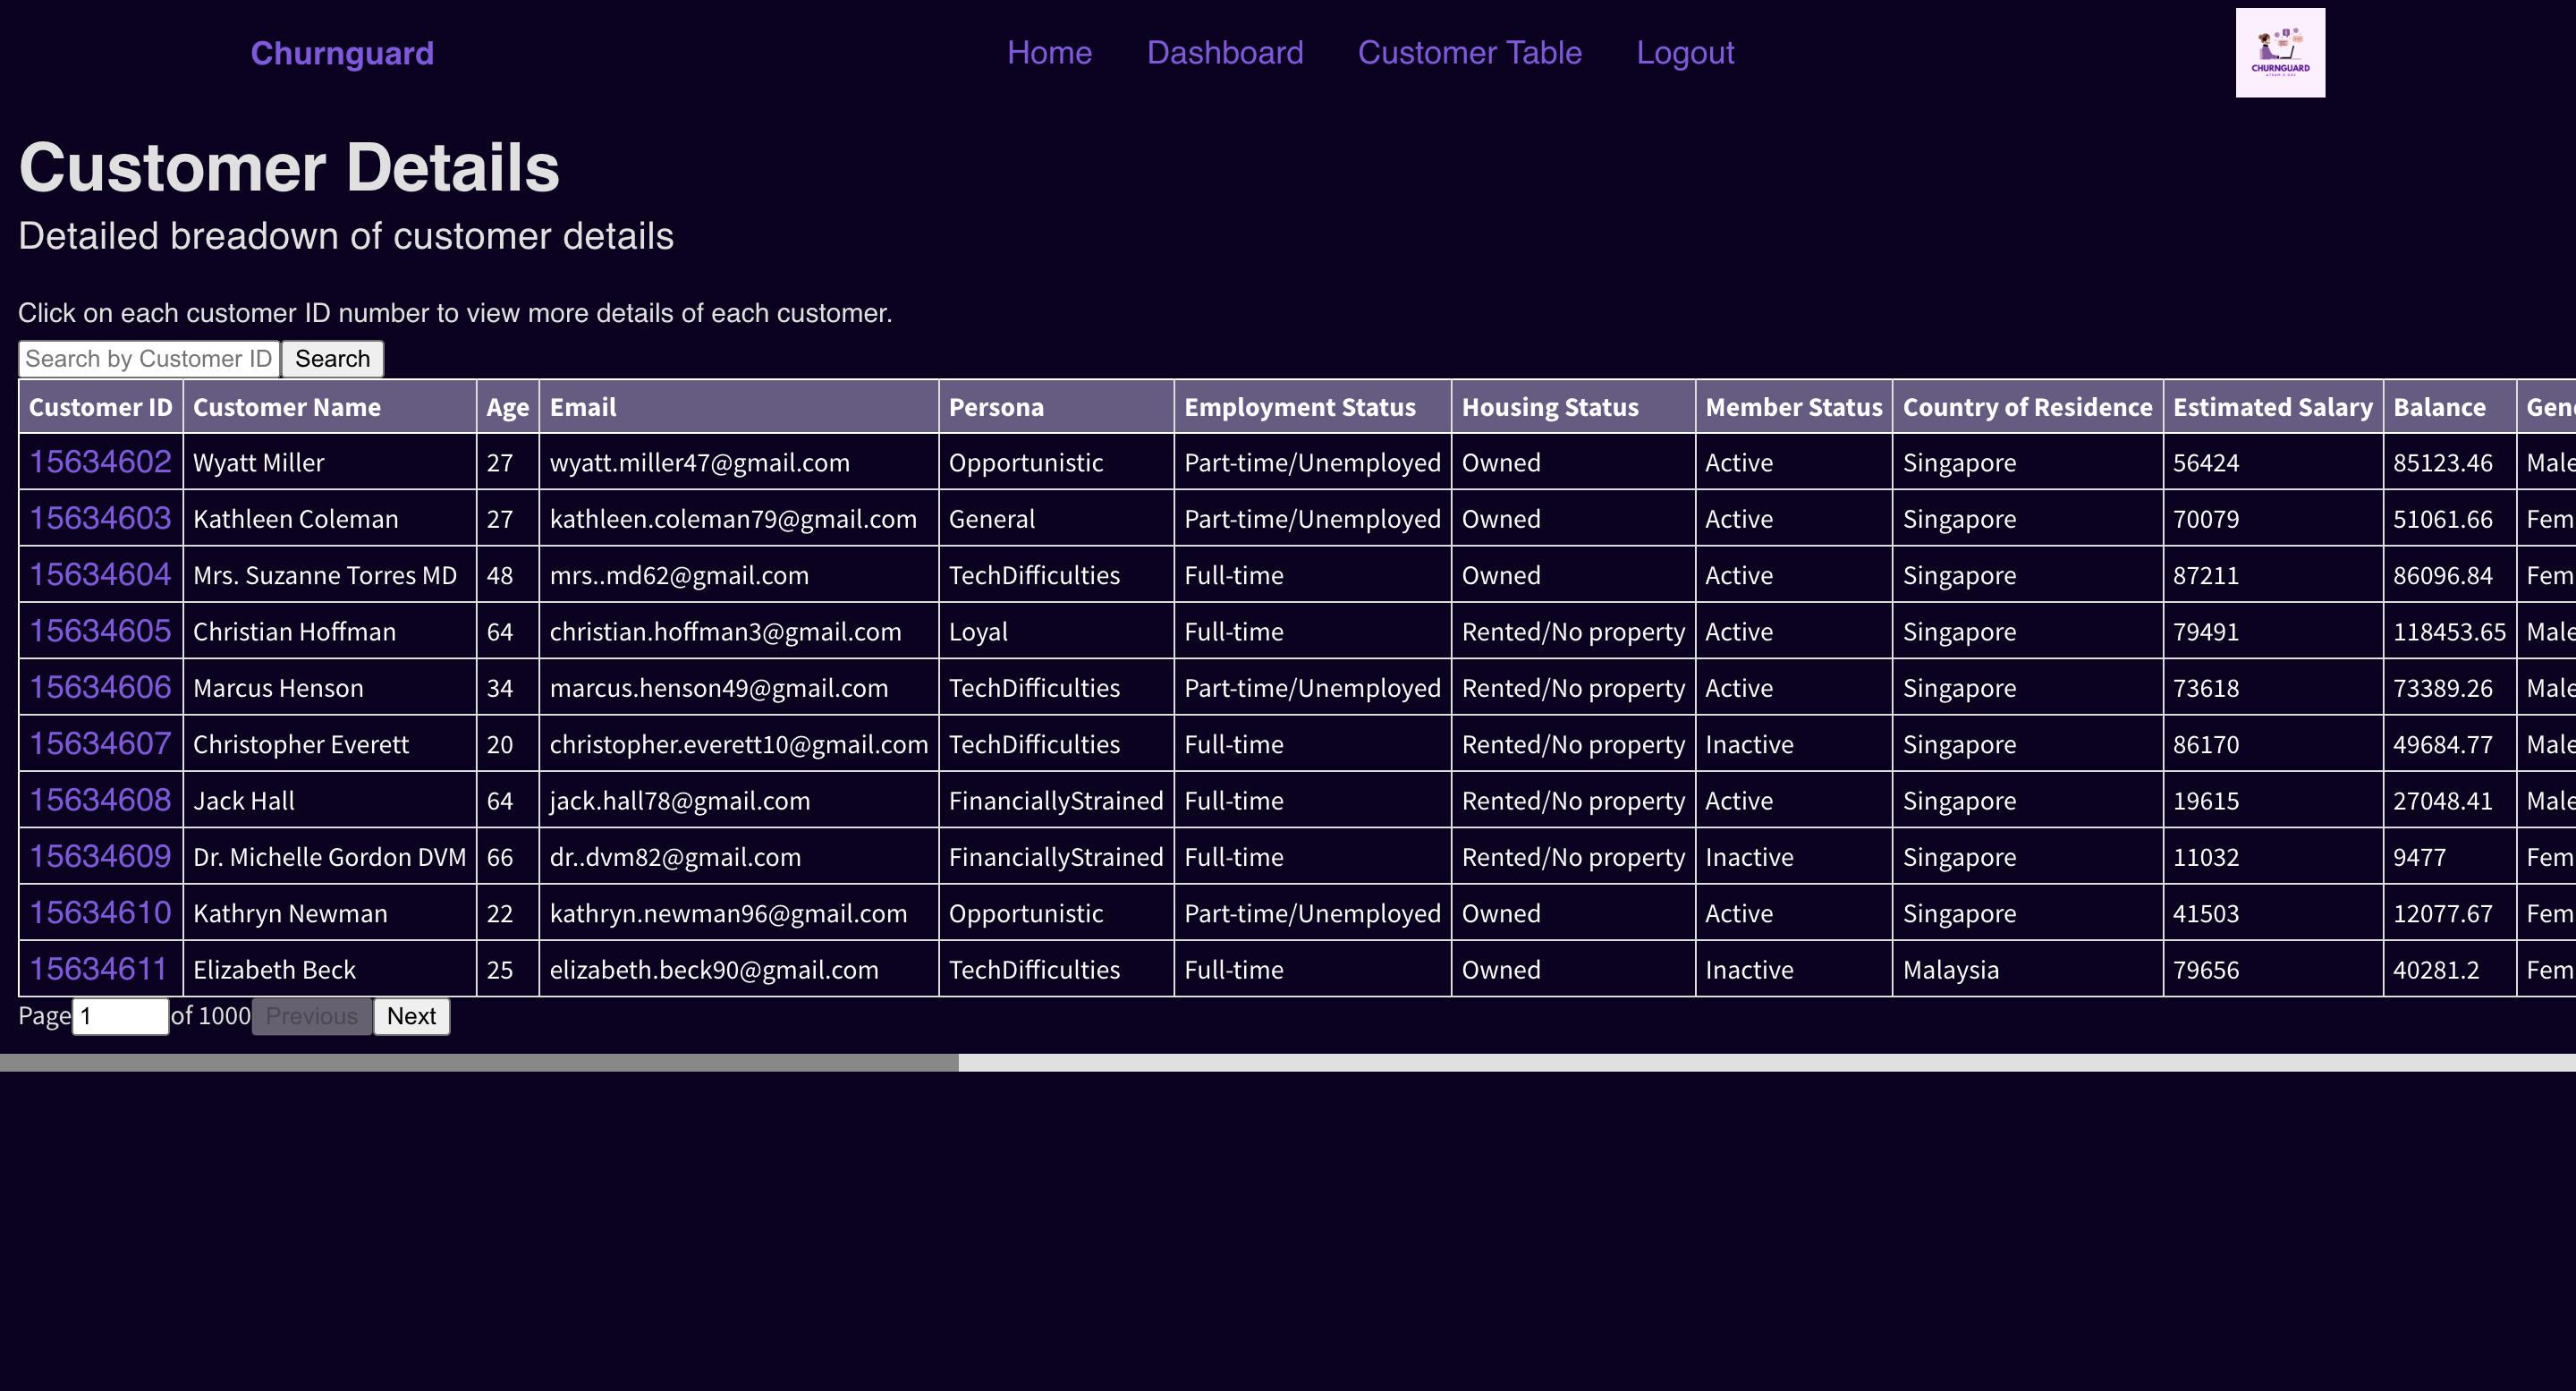 Churnguard Home Dashboard Customer Table Logout
CHURNGUARD
Customer Details
Detailed breadown of customer details
Click on each customer ID number to view more details of each customer.
Search by Customer ID Search
Customer ID Customer Name Age Email Persona Employment Status Housing Status Member Status Country of Residence Estimated Salary Balance Gen
15634602 Wyatt Miller 27 wyatt.miller47@gmail.com Opportunistic Part-time/Unemployed Owned Active Singapore 56424 85123.46 Male
15634603 Kathleen Coleman 27 kathleen.coleman79@gmail.com General Part-time/Unemployed Owned Active Singapore 70079 51061.66 Fem
15634604 Mrs. Suzanne Torres MD 48 mrs..md62@gmail.com TechDifficulties Full-time Owned Active Singapore 87211 86096.84 Fem
15634605 Christian Hoffman 64 christian.hoffman3@gmail.com Loyal Full-time Rented/No property Active Singapore 79491 118453.65 Male
15634606 Marcus Henson 34 marcus.henson49@gmail.com TechDifficulties Part-time/Unemployed Rented/No property Active Singapore 73618 73389.26 Male
15634607 Christopher Everett 20 christopher.everett10@gmail.com TechDifficulties Full-time Rented/No property Inactive Singapore 86170 49684.77 Male
15634608 Jack Hall 64 jack.hall78@gmail.com FinanciallyStrained Full-time Rented/No property Active Singapore 19615 27048.41 Male
15634609 Dr. Michelle Gordon DVM 66 dr..dvm82@gmail.com FinanciallyStrained Full-time Rented/No property Inactive Singapore 11032 9477 Fem
15634610 Kathryn Newman 22 kathryn.newman96@gmail.com Opportunistic Part-time/Unemployed Owned Active Singapore 41503 12077.67 Fem
15634611 Elizabeth Beck 25 elizabeth.beck90@gmail.com TechDifficulties Full-time Owned Inactive Malaysia 79656 40281.2 Fem
Page 1 of 1000 Previous Next